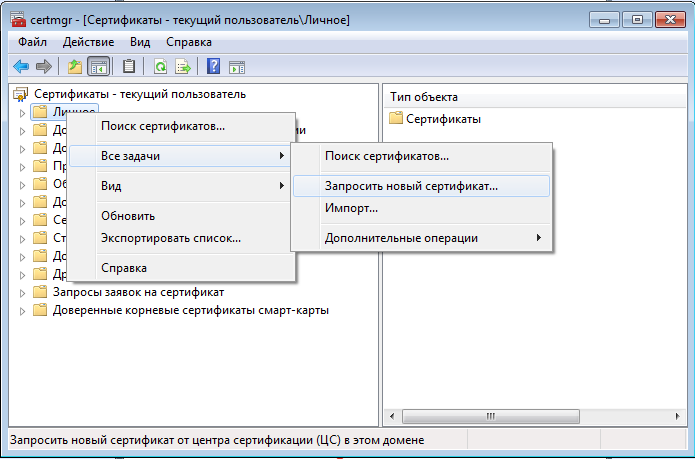 certmgr - [Сертификаты - текущий пользователь\Личное]
Файл Действие Вид Справка
Сертификаты - текущий пользователь
Тип объекта
Личное
Сертификаты
Поиск сертификатов...
Все задачи
Вид
Обновить
Экспортировать список...
Справка
Поиск сертификатов...
Запросить новый сертификат...
Импорт...
Дополнительные операции
До
ии
До
Пр
Об
До
Се
Ст
До
Др
Запросы заявок на сертификат
Доверенные корневые сертификаты смарт-карты
Запросить новый сертификат от центра сертификации (ЦС) в этом домене